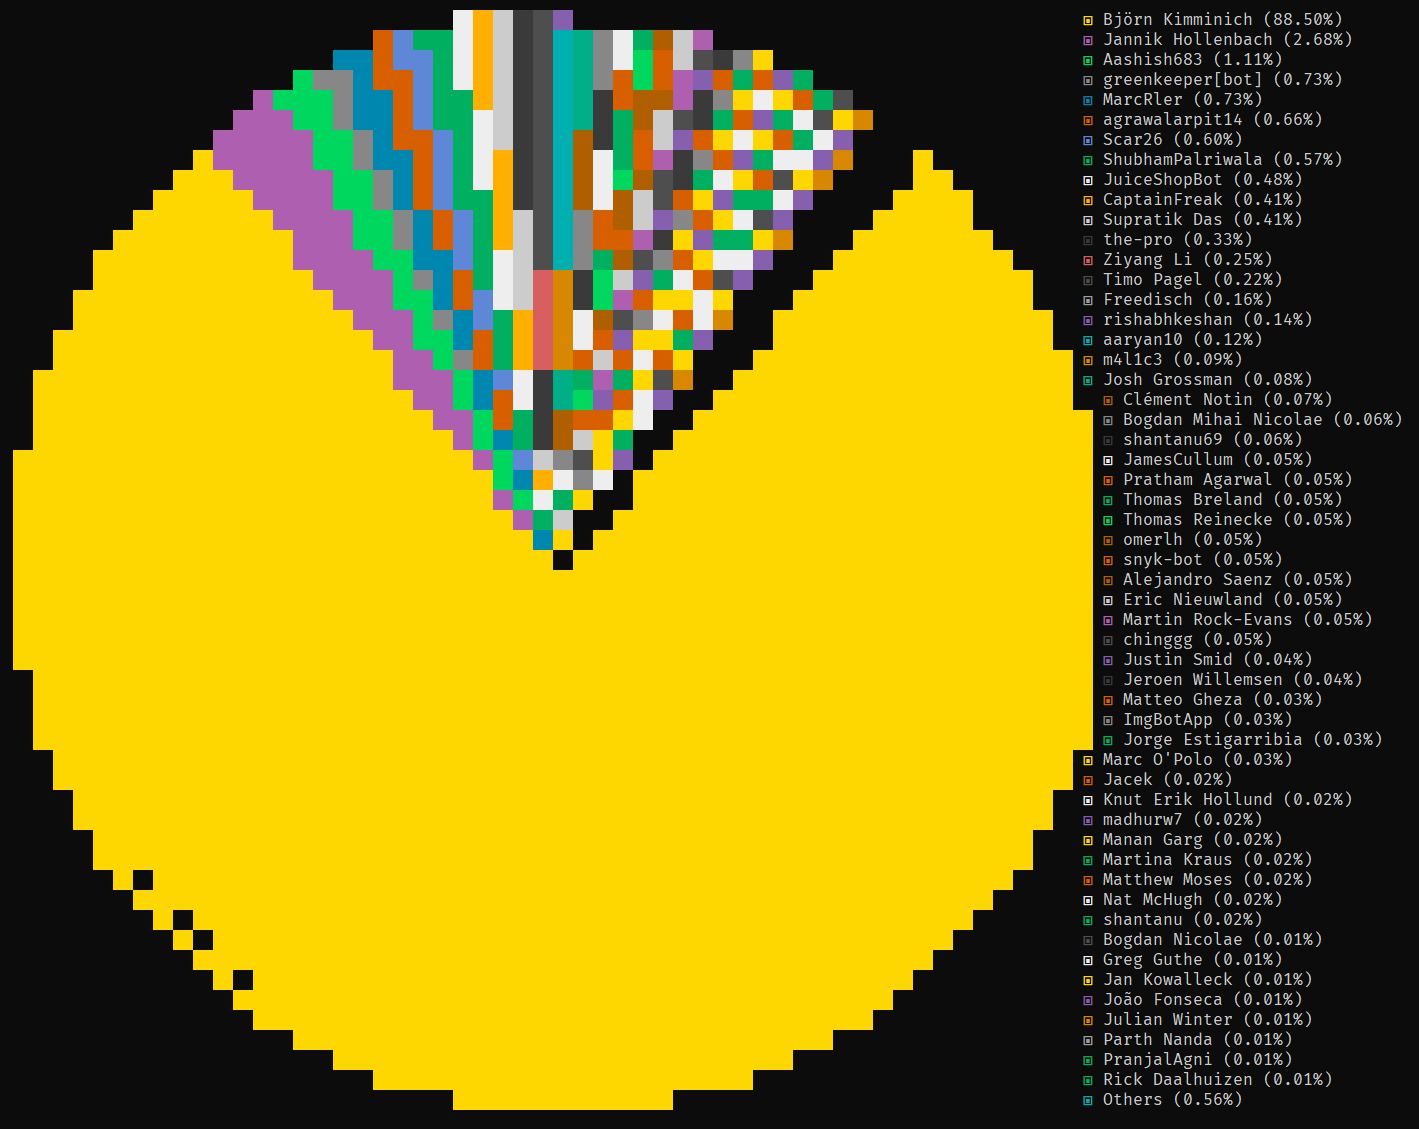 Björn Kimminich (88.50%)
Jannik Hollenbach (2.68%)
Aashish683 (1.11%)
greenkeeper[bot] (0.73%)
MarcRler (0.73%)
agrawalarpit14 (0.66%)
Scar26 (0.60%)
ShubhamPalriwala (0.57%)
JuiceShopBot (0.48%)
CaptainFreak (0.41%)
Supratik Das (0.41%)
the-pro (0.33%)
Ziyang Li (0.25%)
Timo Pagel (0.22%)
Freedisch (0.16%)
rishabhkeshan (0.14%)
aaryan10 (0.12%)
m4l1c3 (0.09%)
Josh Grossman (0.08%)
Clément Notin (0.07%)
Bogdan Mihai Nicolae (0.06%)
shantanu69 (0.06%)
JamesCullum (0.05%)
Pratham Agarwal (0.05%)
Thomas Breland (0.05%)
Thomas Reinecke (0.05%)
omerlh (0.05%)
snyk-bot (0.05%)
Alejandro Saenz (0.05%)
Eric Nieuwland (0.05%)
Martin Rock-Evans (0.05%)
chinggg (0.05%)
Justin Smid (0.04%)
Jeroen Willemsen (0.04%)
Matteo Gheza (0.03%)
ImgBotApp (0.03%)
Jorge Estigarribia (0.03%)
Marc O'Polo (0.03%)
Jacek (0.02%)
Knut Erik Hollund (0.02%)
madhurw7 (0.02%)
Manan Garg (0.02%)
Martina Kraus (0.02%)
Matthew Moses (0.02%)
Nat McHugh (0.02%)
shantanu (0.02%)
Bogdan Nicolae (0.01%)
Greg Guthe (0.01%)
Jan Kowalleck (0.01%)
João Fonseca (0.01%)
Julian Winter (0.01%)
Parth Nanda (0.01%)
PranjalAgni (0.01%)
Rick Daalhuizen (0.01%)
Others (0.56%)